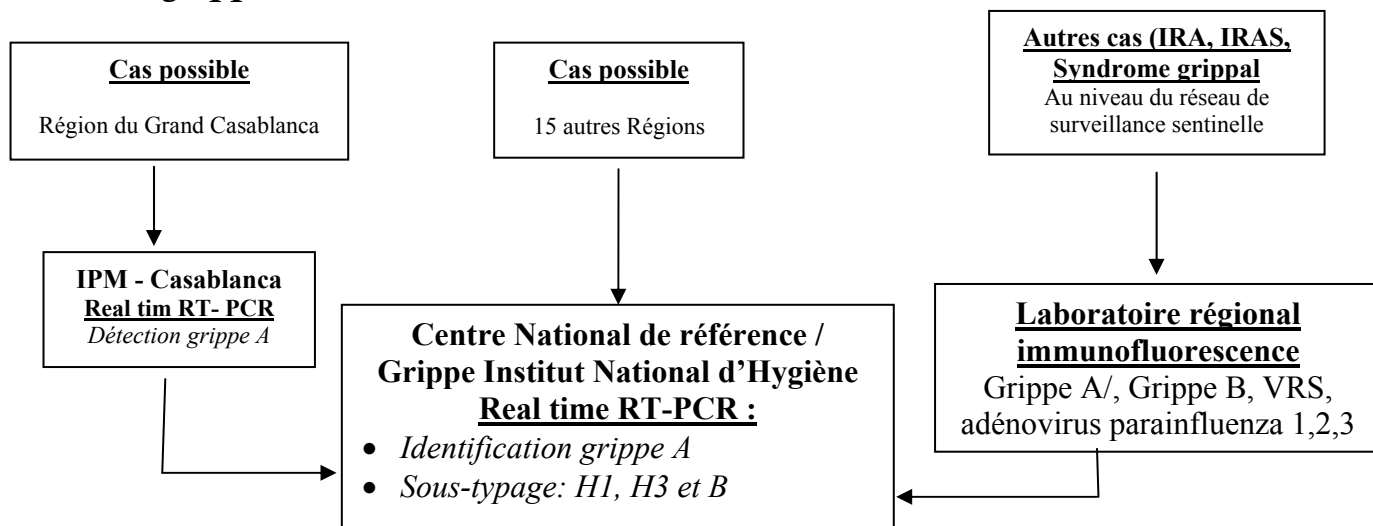 Cas possible
Région du Grand Casablanca
Cas possible
15 autres Régions
Autres cas (IRA, IRAS,
Syndrome grippal
Au niveau du réseau de
surveillance sentinelle
IPM - Casablanca
Real tim RT- PCR
Détection grippe A
Centre National de référence /
Grippe Institut National d’Hygiène
Real time RT-PCR :
• Identification grippe A
• Sous-typage: H1, H3 et B
Laboratoire régional
immunofluorescence
Grippe A/, Grippe B, VRS,
adénovirus parainfluenza 1,2,3